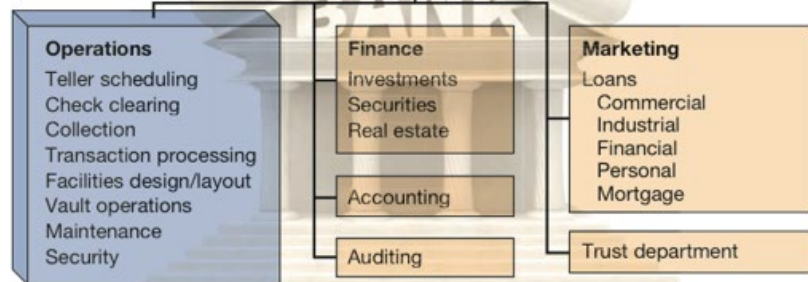 BANK
Operations
Teller scheduling
Check clearing
Collection
Transaction processing
Facilities design/layout
Vault operations
Maintenance
Security
Finance
Investments
Securities
Real estate
Accounting
Auditing
Marketing
Loans
Commercial
Industrial
Financial
Personal
Mortgage
Trust department